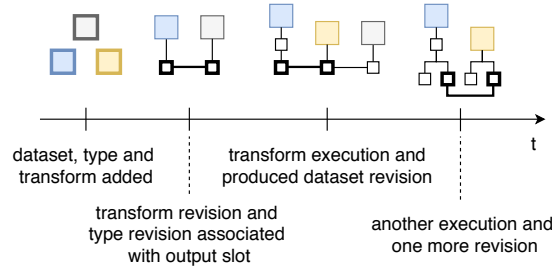 t
dataset, type and
transform added
transform execution and
produced dataset revision
transform revision and
type revision associated
with output slot
another execution and
one more revision